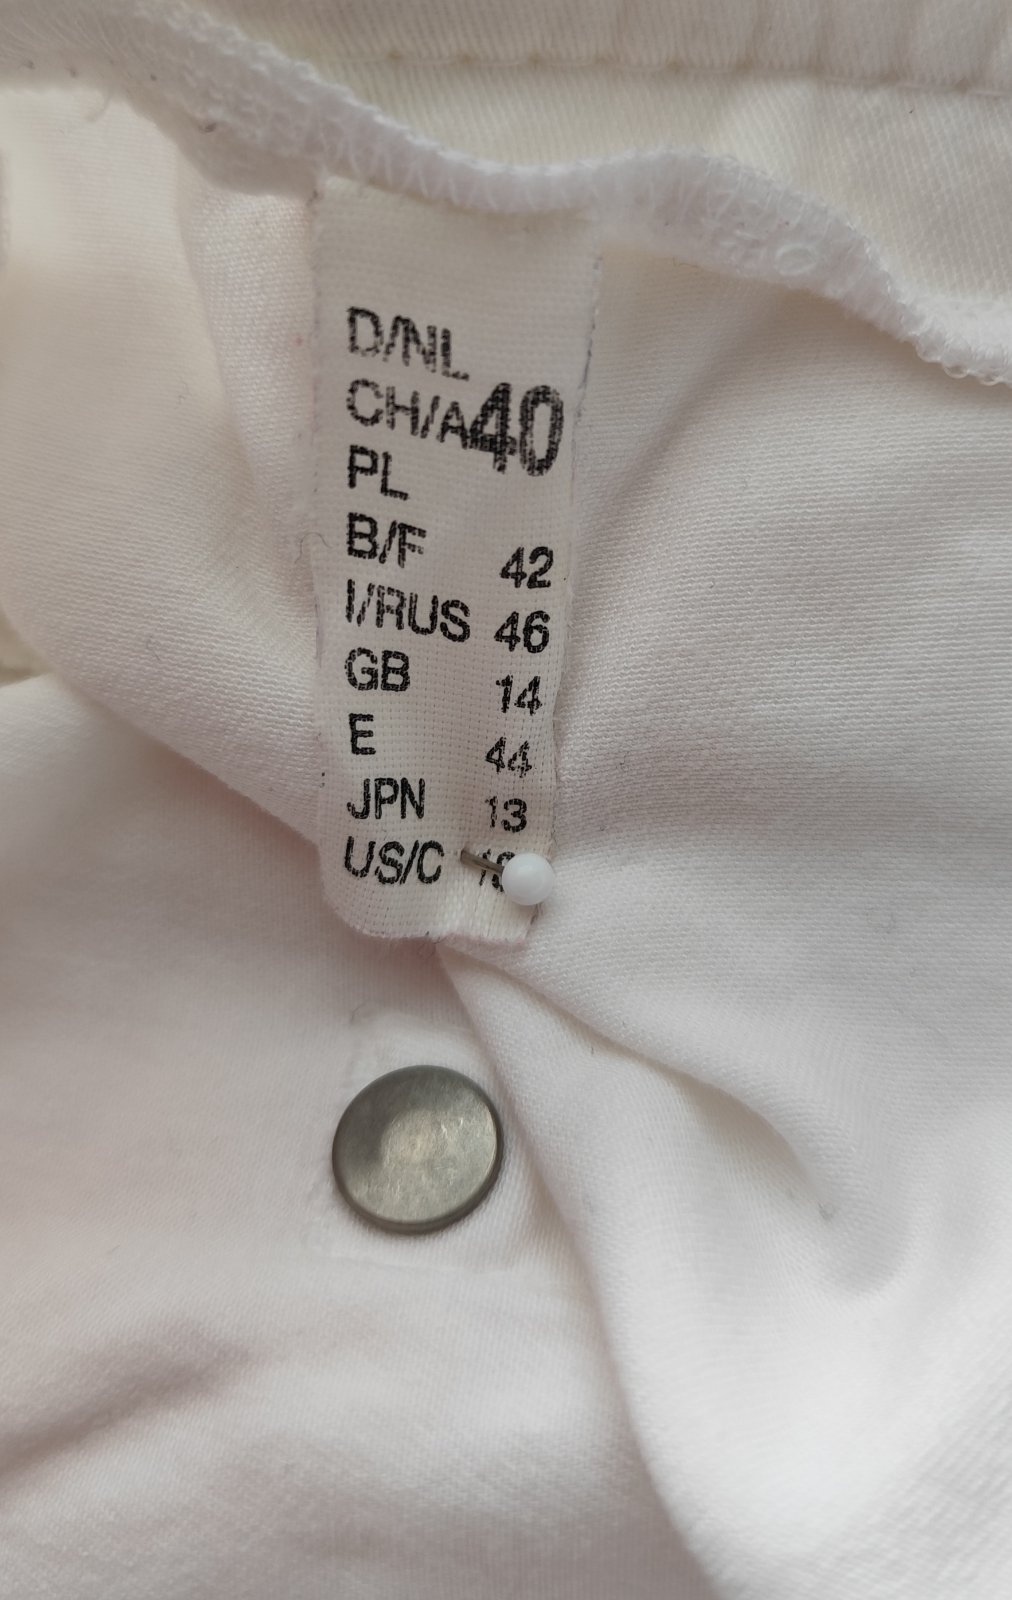 D/NL
CH/A 40
PL
B/F 42
I/RUS 46
GB 14
E 44
JPN 13
US/C